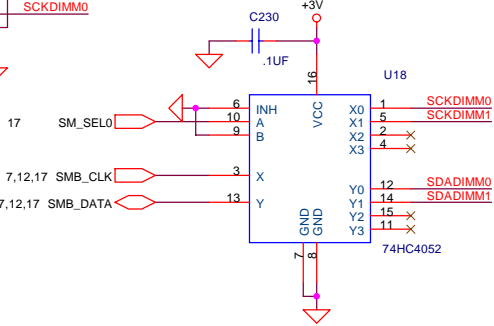 SCKDIMM0
+3V
C230
.1UF
16
U18
VCC
17 SM_SEL0
6 INH
10 A
9 B
X0 1 SCKDIMM0
X1 5 SCKDIMM1
X2 2
X3 4
7,12,17 SMB_CLK
3 X
7,12,17 SMB_DATA
13 Y
Y0 12 SDADIMM0
Y1 14 SDADIMM1
Y2 15
Y3 11
GND GND
7 8
74HC4052